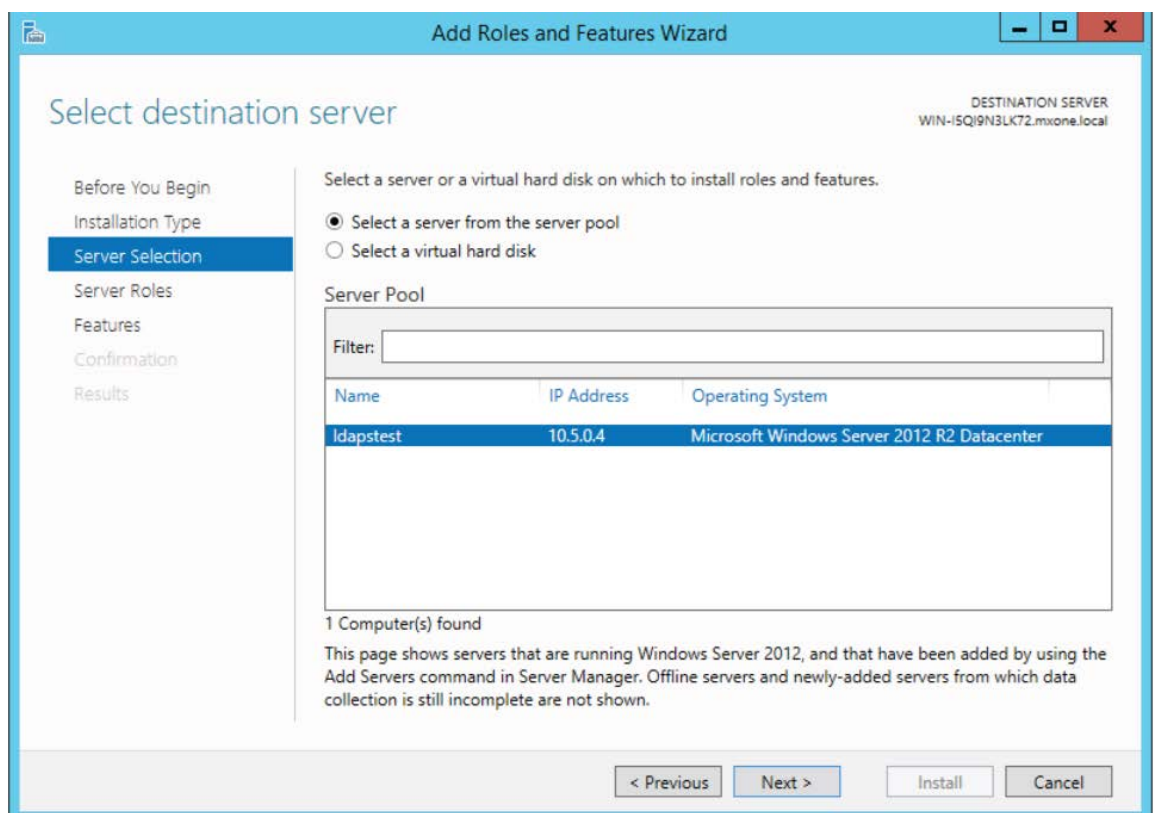 Add Roles and Features Wizard
Select destination server
DESTINATION SERVER
WIN-I5QI9N3LK72.mxone.local
Before You Begin
Installation Type
Server Selection
Server Roles
Features
Confirmation
Results
Select a server or a virtual hard disk on which to install roles and features.
Select a server from the server pool
Select a virtual hard disk
Server Pool
Filter:
Name IP Address Operating System
ldapstest 10.5.0.4 Microsoft Windows Server 2012 R2 Datacenter
1 Computer(s) found
This page shows servers that are running Windows Server 2012, and that have been added by using the
Add Servers command in Server Manager. Offline servers and newly-added servers from which data
collection is still incomplete are not shown.
< Previous Next > Install Cancel